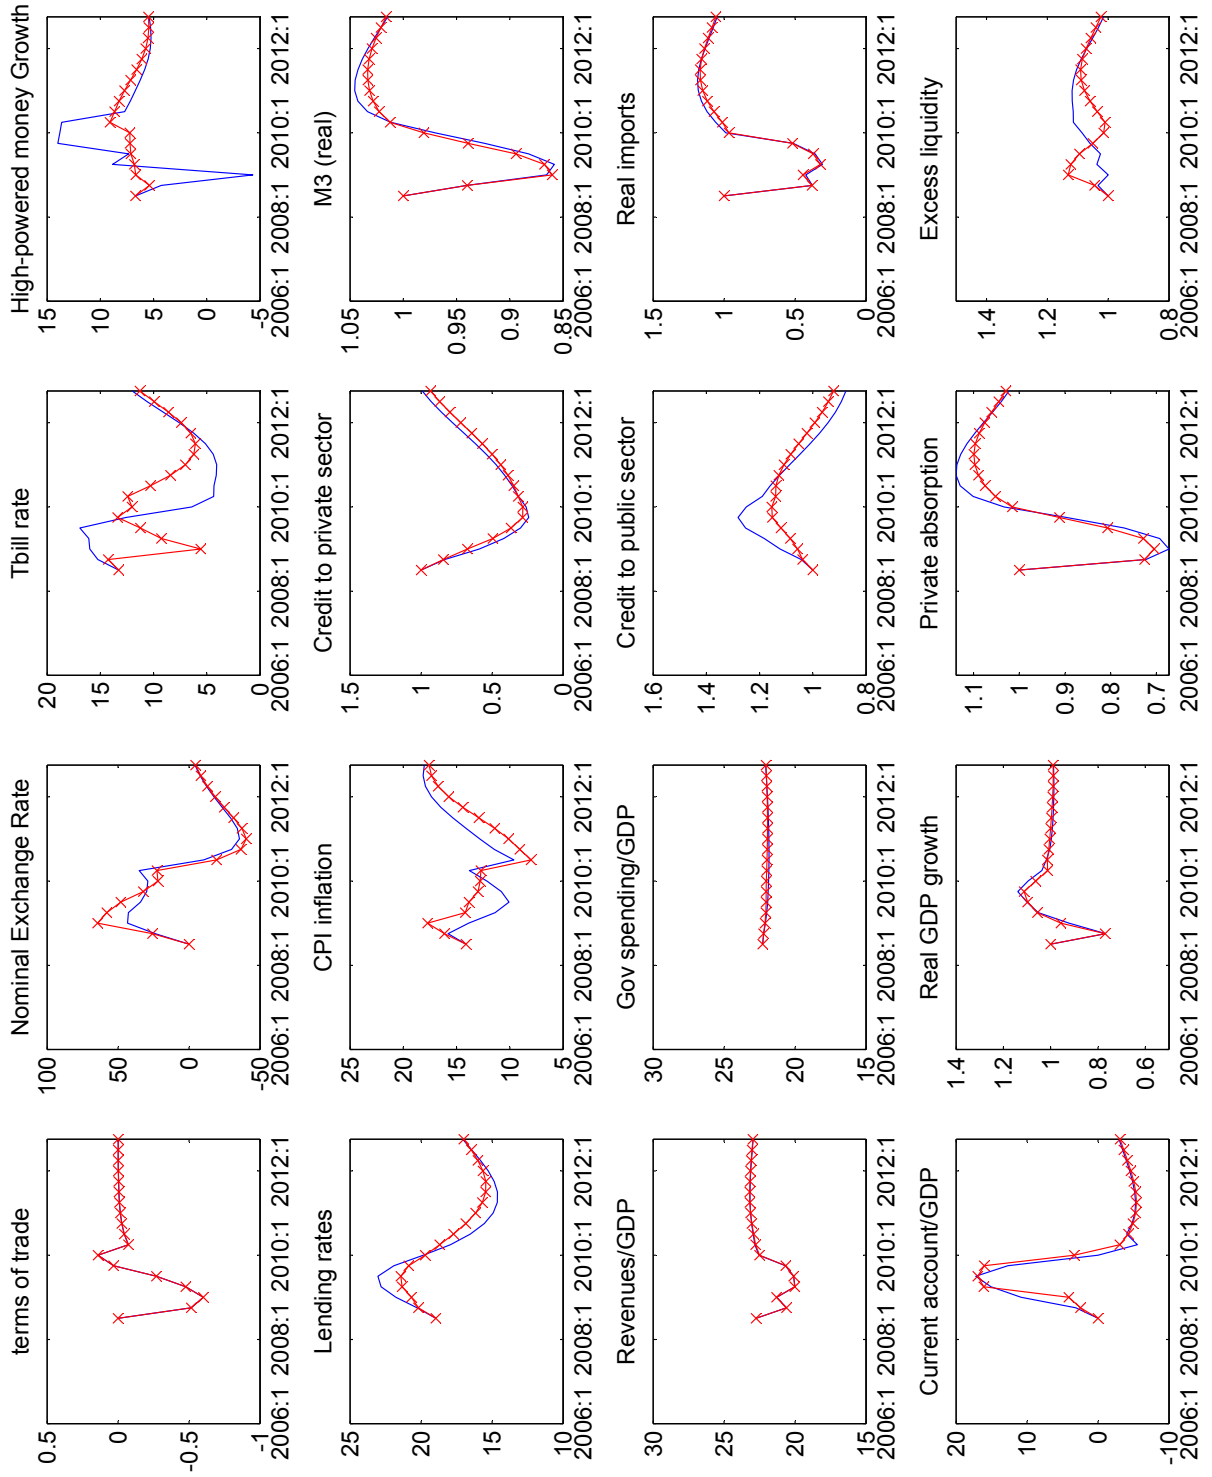 terms of trade
0.5
0
-0.5
-1
2006:1 2008:1 2010:1 2012:1
Nominal Exchange Rate
100
50
0
-50
2006:1 2008:1 2010:1 2012:1
Tbill rate
20
15
10
5
0
2006:1 2008:1 2010:1 2012:1
High-powered money Growth
15
10
5
0
-5
2006:1 2008:1 2010:1 2012:1
Lending rates
25
20
15
10
2006:1 2008:1 2010:1 2012:1
CPI inflation
25
20
15
10
5
2006:1 2008:1 2010:1 2012:1
Credit to private sector
1.5
1
0.5
0
2006:1 2008:1 2010:1 2012:1
M3 (real)
1.05
1
0.95
0.9
0.85
2006:1 2008:1 2010:1 2012:1
Revenues/GDP
30
25
20
15
2006:1 2008:1 2010:1 2012:1
Gov spending/GDP
30
25
20
15
2006:1 2008:1 2010:1 2012:1
Credit to public sector
1.6
1.4
1.2
1
0.8
2006:1 2008:1 2010:1 2012:1
Real imports
1.5
1
0.5
0
2006:1 2008:1 2010:1 2012:1
Current account/GDP
20
10
0
-10
2006:1 2008:1 2010:1 2012:1
Real GDP growth
1.4
1.2
1
0.8
0.6
2006:1 2008:1 2010:1 2012:1
Private absorption
1.1
1
0.9
0.8
0.7
2006:1 2008:1 2010:1 2012:1
Excess liquidity
1.4
1.2
1
0.8
2006:1 2008:1 2010:1 2012:1